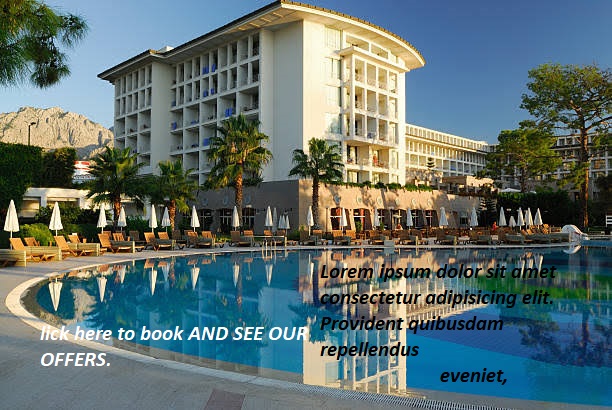 Lorem ipsum dolor sit amet
consectetur adipisicing elit.
Provident quibusdam
repellendus
eveniet,
lick here to book AND SEE OUR
OFFERS.